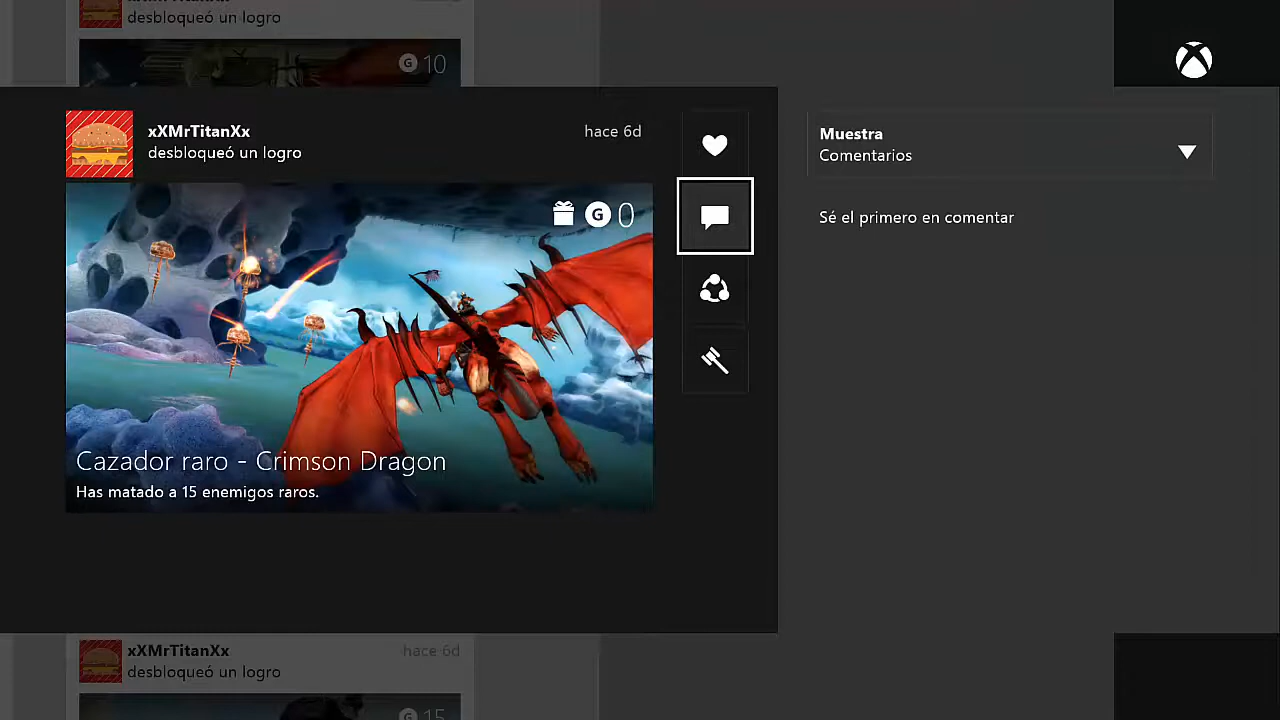 desbloqueó un logro
G 10
xXMrTitanXx
hace 6d
desbloqueó un logro
G 0
Cazador raro - Crimson Dragon
Has matado a 15 enemigos raros.
Muestra
Comentarios
Sé el primero en comentar
xXMrTitanXx
hace 6d
desbloqueó un logro
G 15